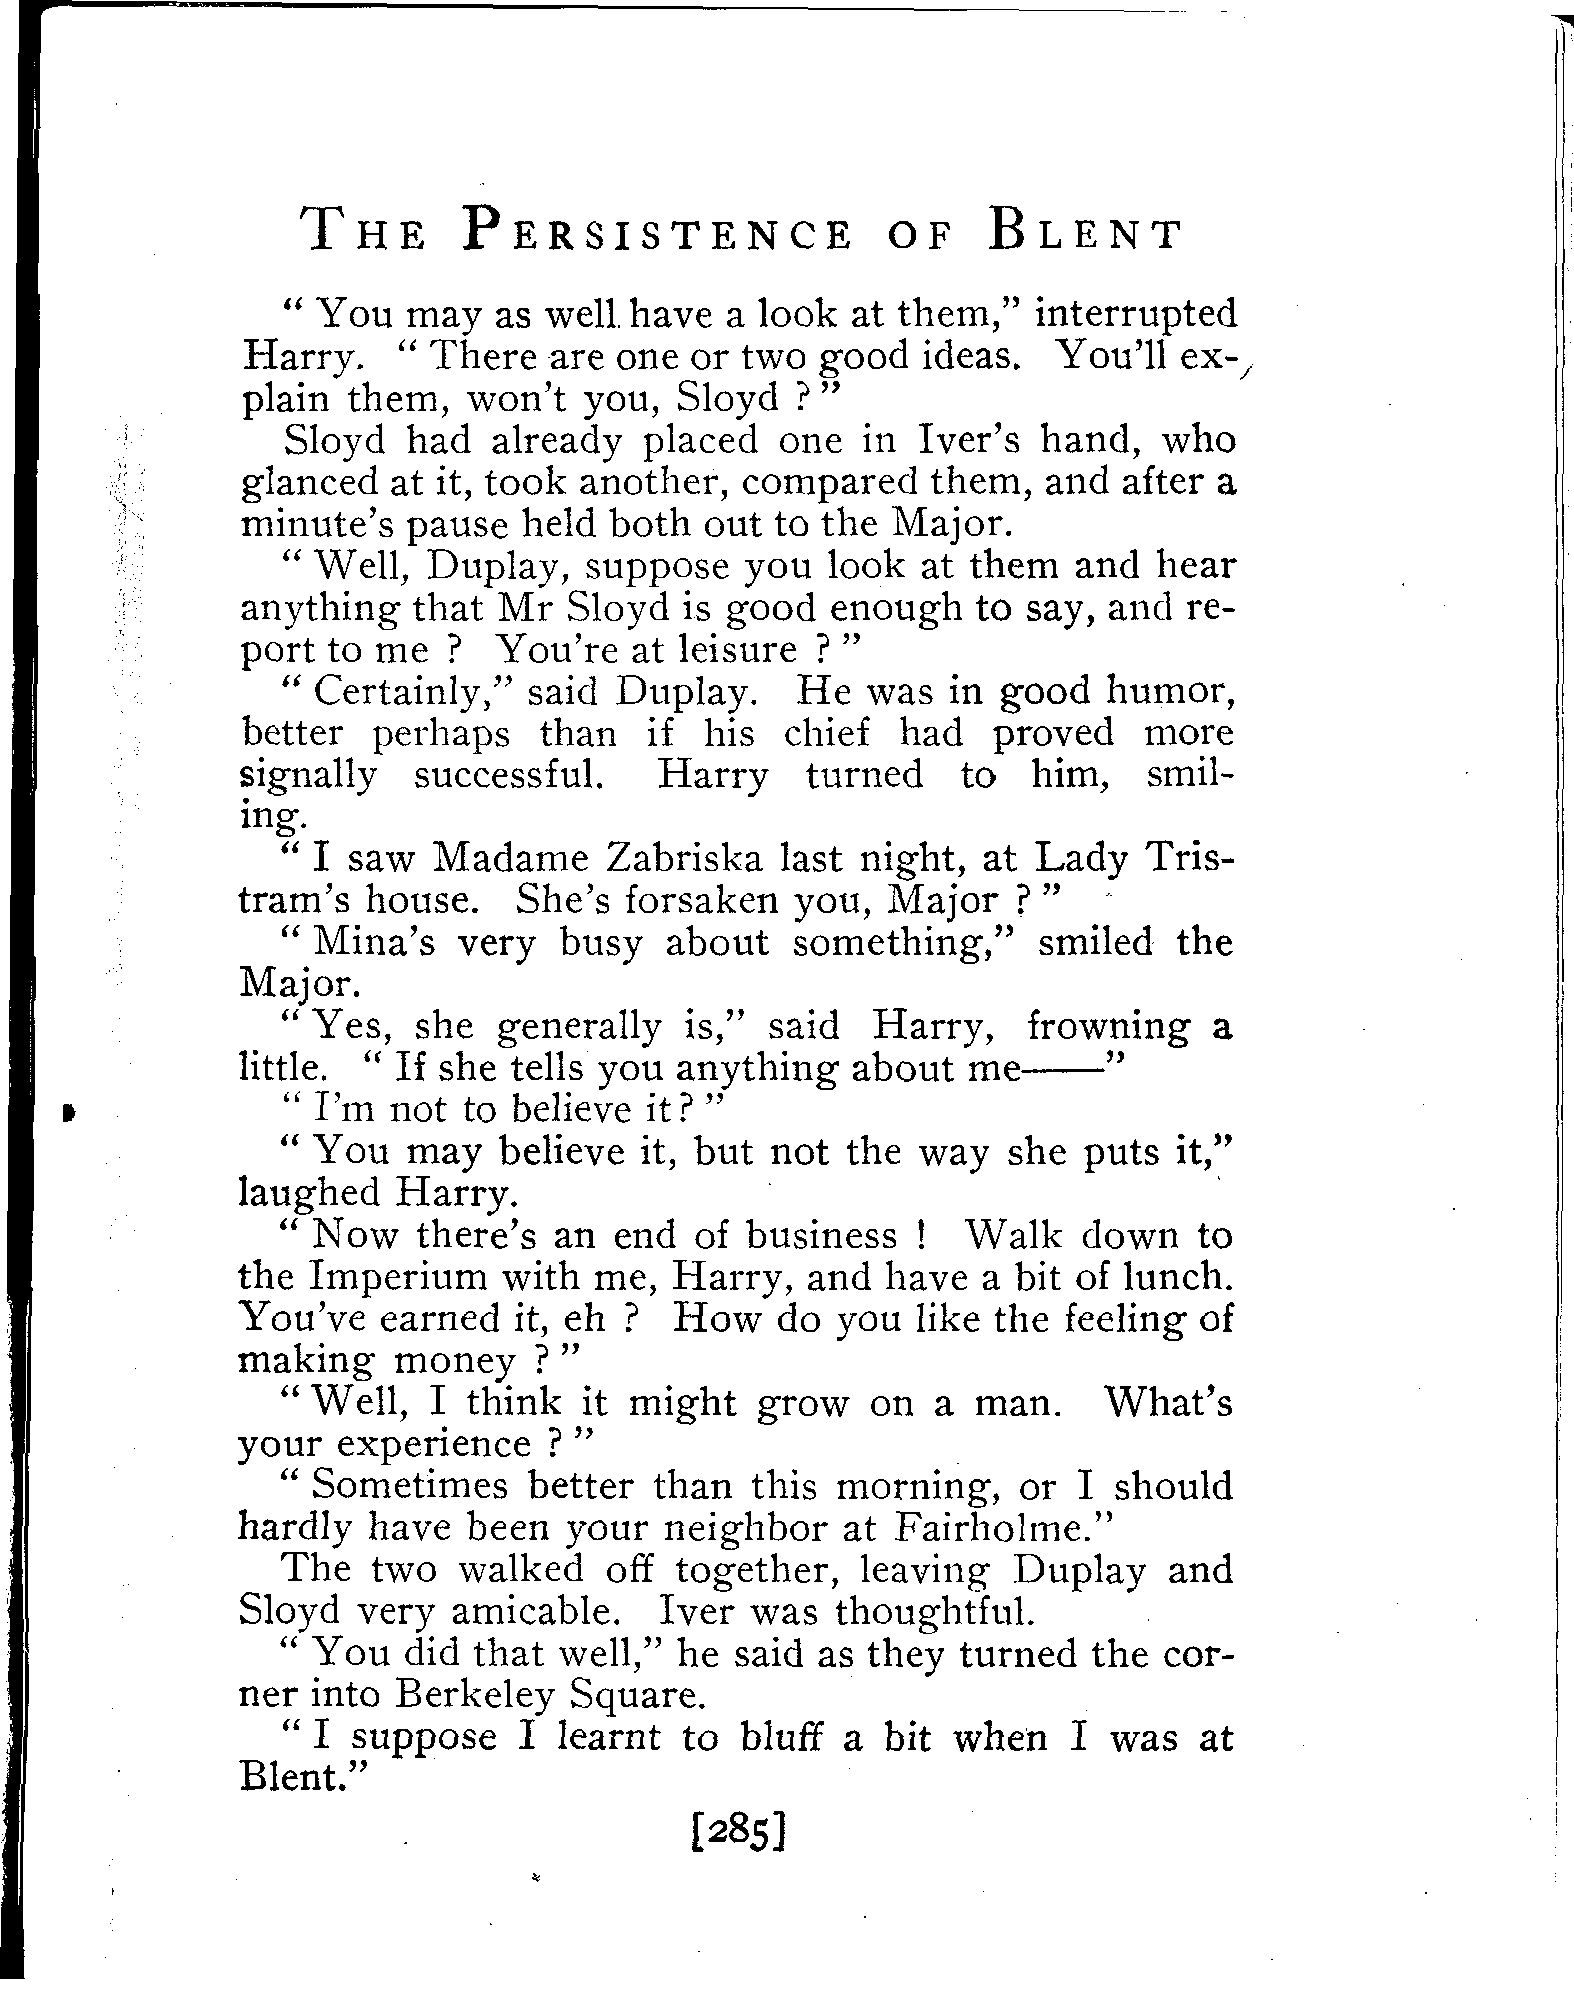 THE PERSISTENCE OF BLENT
“ You may as well have a look at them,” interrupted
Harry. “ There are one or two good ideas. You'll ex-
plain them, won't you, Sloyd ? ”
Sloyd had already placed one in Iver's hand, who
glanced at it, took another, compared them, and after a
minute's pause held both out to the Major.
“ Well, Duplay, suppose you look at them and hear
anything that Mr Sloyd is good enough to say, and re-
port to me ? You're at leisure ? ”
“ Certainly,” said Duplay. He was in good humor,
better perhaps than if his chief had proved more
signally successful. Harry turned to him, smil-
ing.
“ I saw Madame Zabriska last night, at Lady Tris-
tram's house. She's forsaken you, Major ? ”
“ Mina's very busy about something,” smiled the
Major.
“ Yes, she generally is,” said Harry, frowning a
little. “ If she tells you anything about me——”
“ I'm not to believe it? ”
“ You may believe it, but not the way she puts it,”
laughed Harry.
“ Now there's an end of business ! Walk down to
the Imperium with me, Harry, and have a bit of lunch.
You've earned it, eh ? How do you like the feeling of
making money ? ”
“ Well, I think it might grow on a man. What's
your experience ? ”
“ Sometimes better than this morning, or I should
hardly have been your neighbor at Fairholme.”
The two walked off together, leaving Duplay and
Sloyd very amicable. Iver was thoughtful.
“ You did that well,” he said as they turned the cor-
ner into Berkeley Square.
“ I suppose I learnt to bluff a bit when I was at
Blent.”
[285]